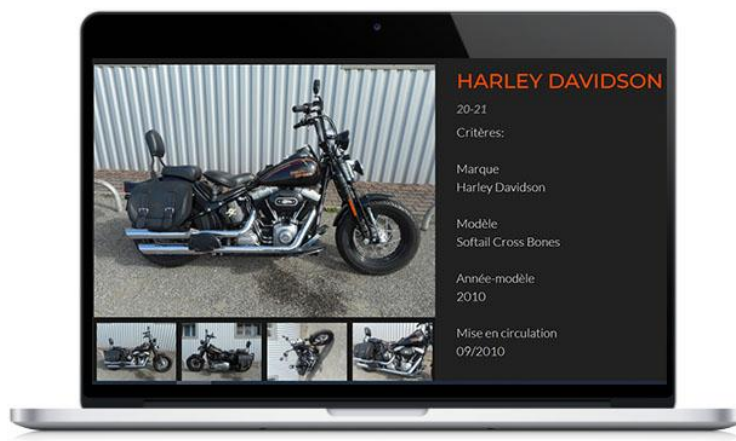 HARLEY DAVIDSON
20-21
Critères:
Marque
Harley Davidson
Modèle
Softail Cross Bones
Année-modèle
2010
Mise en circulation
09/2010